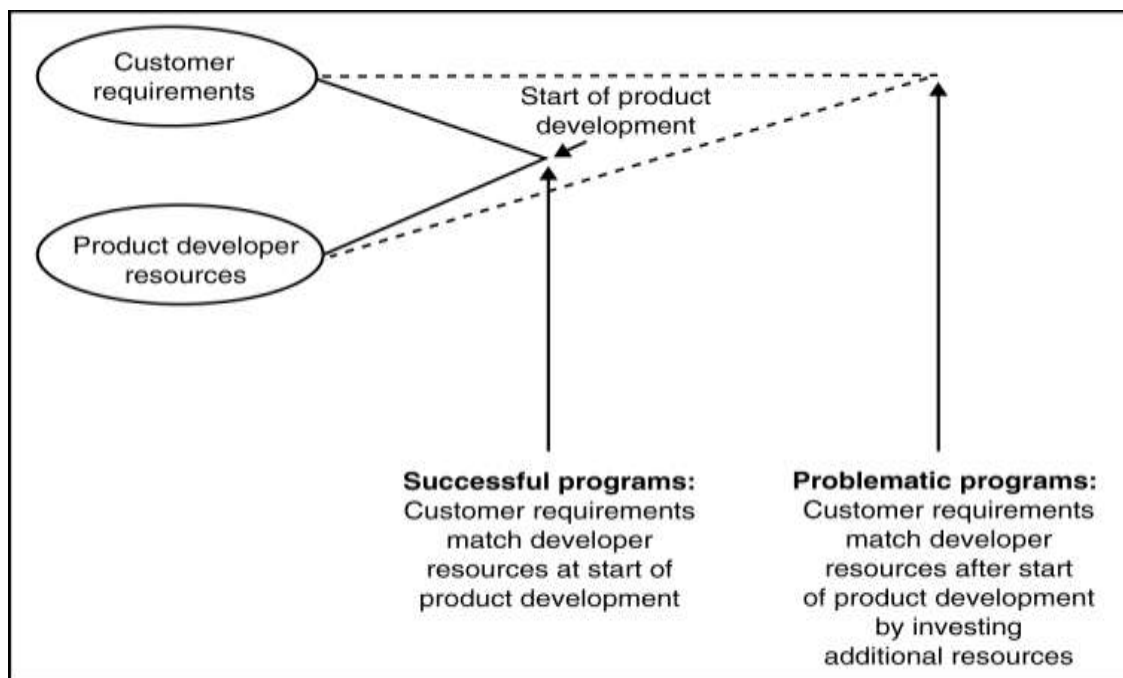 Customer
requirements
Start of product
development
Product developer
resources
Successful programs:
Customer requirements
match developer
resources at start of
product development
Problematic programs:
Customer requirements
match developer
resources after start
of product development
by investing
additional resources